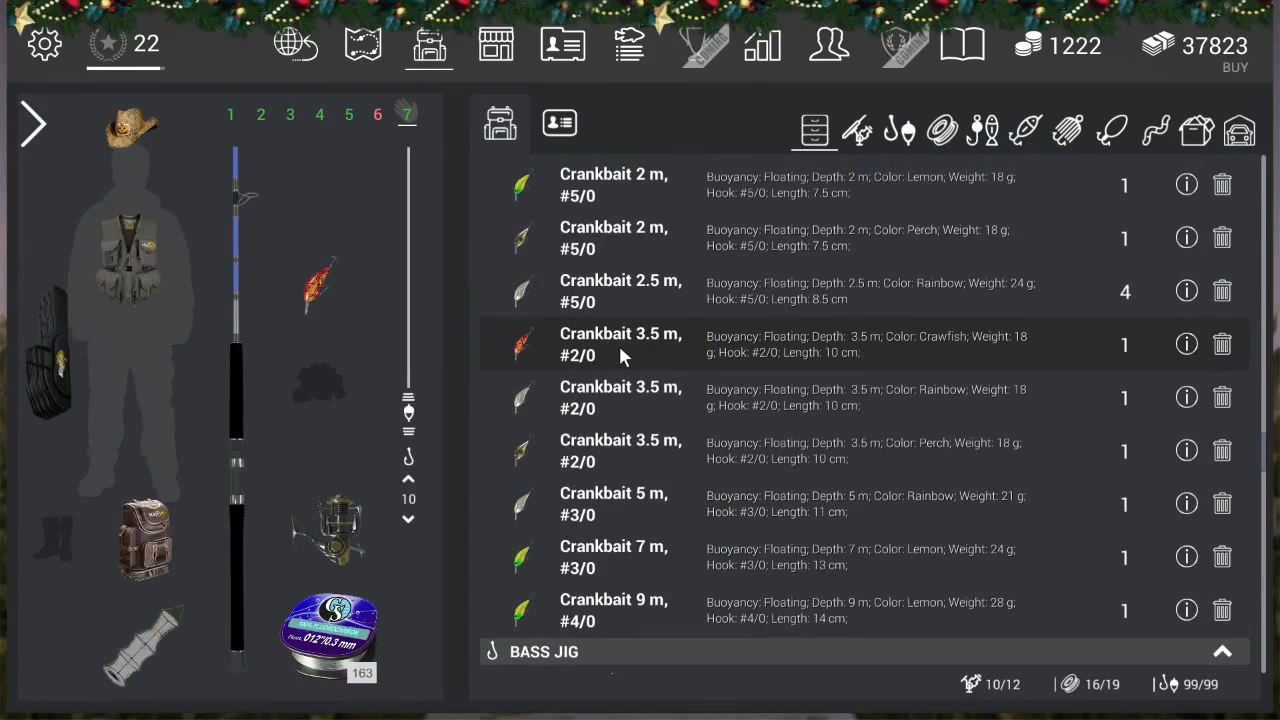 22
1222
37823
BUY
1 2 3 4 5 6 7
Crankbait 2 m,
#5/0
Buoyancy: Floating; Depth: 2 m; Color: Lemon; Weight: 18 g;
Hook: #5/0; Length: 7.5 cm;
1
Crankbait 2 m,
#5/0
Buoyancy: Floating; Depth: 2 m; Color: Perch; Weight: 18 g;
Hook: #5/0; Length: 7.5 cm;
1
Crankbait 2.5 m,
#5/0
Buoyancy: Floating; Depth: 2.5 m; Color: Rainbow; Weight: 24 g;
Hook: #5/0; Length: 8.5 cm
4
Crankbait 3.5 m,
#2/0
Buoyancy: Floating; Depth: 3.5 m; Color: Crawfish; Weight: 18
g; Hook: #2/0; Length: 10 cm;
1
Crankbait 3.5 m,
#2/0
Buoyancy: Floating; Depth: 3.5 m; Color: Rainbow; Weight: 18
g; Hook: #2/0; Length: 10 cm;
1
Crankbait 3.5 m,
#2/0
Buoyancy: Floating; Depth: 3.5 m; Color: Perch; Weight: 18 g;
Hook: #2/0; Length: 10 cm;
1
Crankbait 5 m,
#3/0
Buoyancy: Floating; Depth: 5 m; Color: Rainbow; Weight: 21 g;
Hook: #3/0; Length: 11 cm;
1
Crankbait 7 m,
#3/0
Buoyancy: Floating; Depth: 7 m; Color: Lemon; Weight: 24 g;
Hook: #3/0; Length: 13 cm;
1
Crankbait 9 m,
#4/0
Buoyancy: Floating; Depth: 9 m; Color: Lemon; Weight: 28 g;
Hook: #4/0; Length: 14 cm;
1
BASS JIG
10/12
16/19
99/99
10
100% FLUOROCARBON
.012"/0.3 mm
163